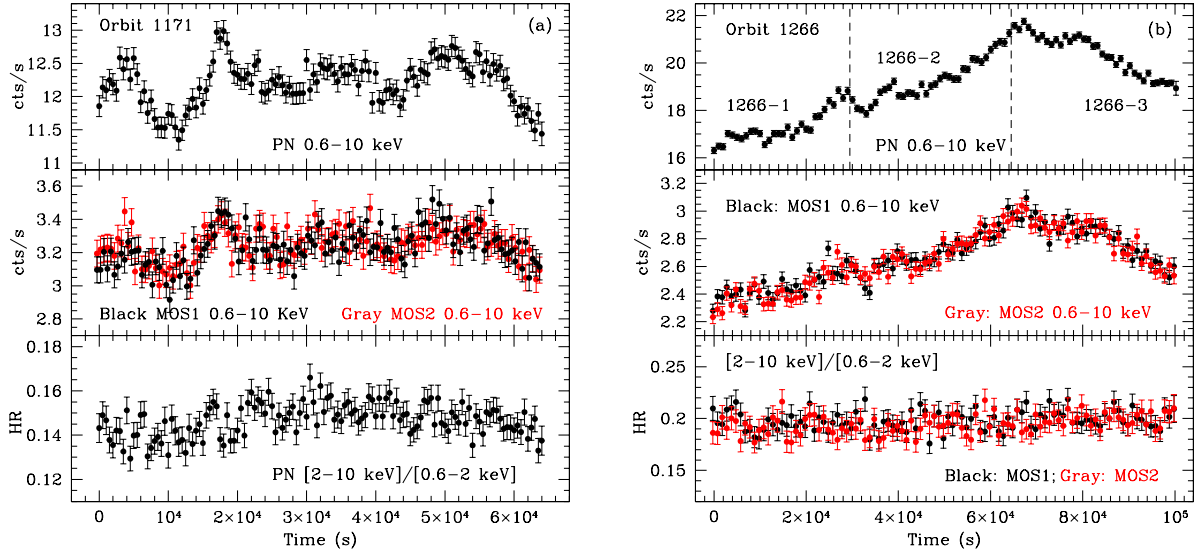 Orbit 1171
(a)
cts/s
13
12.5
12
11.5
11
PN 0.6−10 keV
cts/s
3.6
3.4
3.2
3
2.8
Black MOS1 0.6−10 Kev
Gray MOS2 0.6−10 keV
HR
0.18
0.16
0.14
0.12
PN [2−10 keV]/[0.6−2 keV]
0
10⁴
2×10⁴
3×10⁴
4×10⁴
5×10⁴
6×10⁴
Time (s)
Orbit 1266
(b)
cts/s
22
20
18
16
1266−1
1266−2
1266−3
PN 0.6−10 keV
cts/s
3.2
3
2.8
2.6
2.4
2.2
Black: MOS1 0.6−10 keV
Gray: MOS2 0.6−10 keV
[2−10 keV]/[0.6−2 keV]
HR
0.25
0.2
0.15
Black: MOS1; Gray: MOS2
0
2×10⁴
4×10⁴
6×10⁴
8×10⁴
10⁵
Time (s)